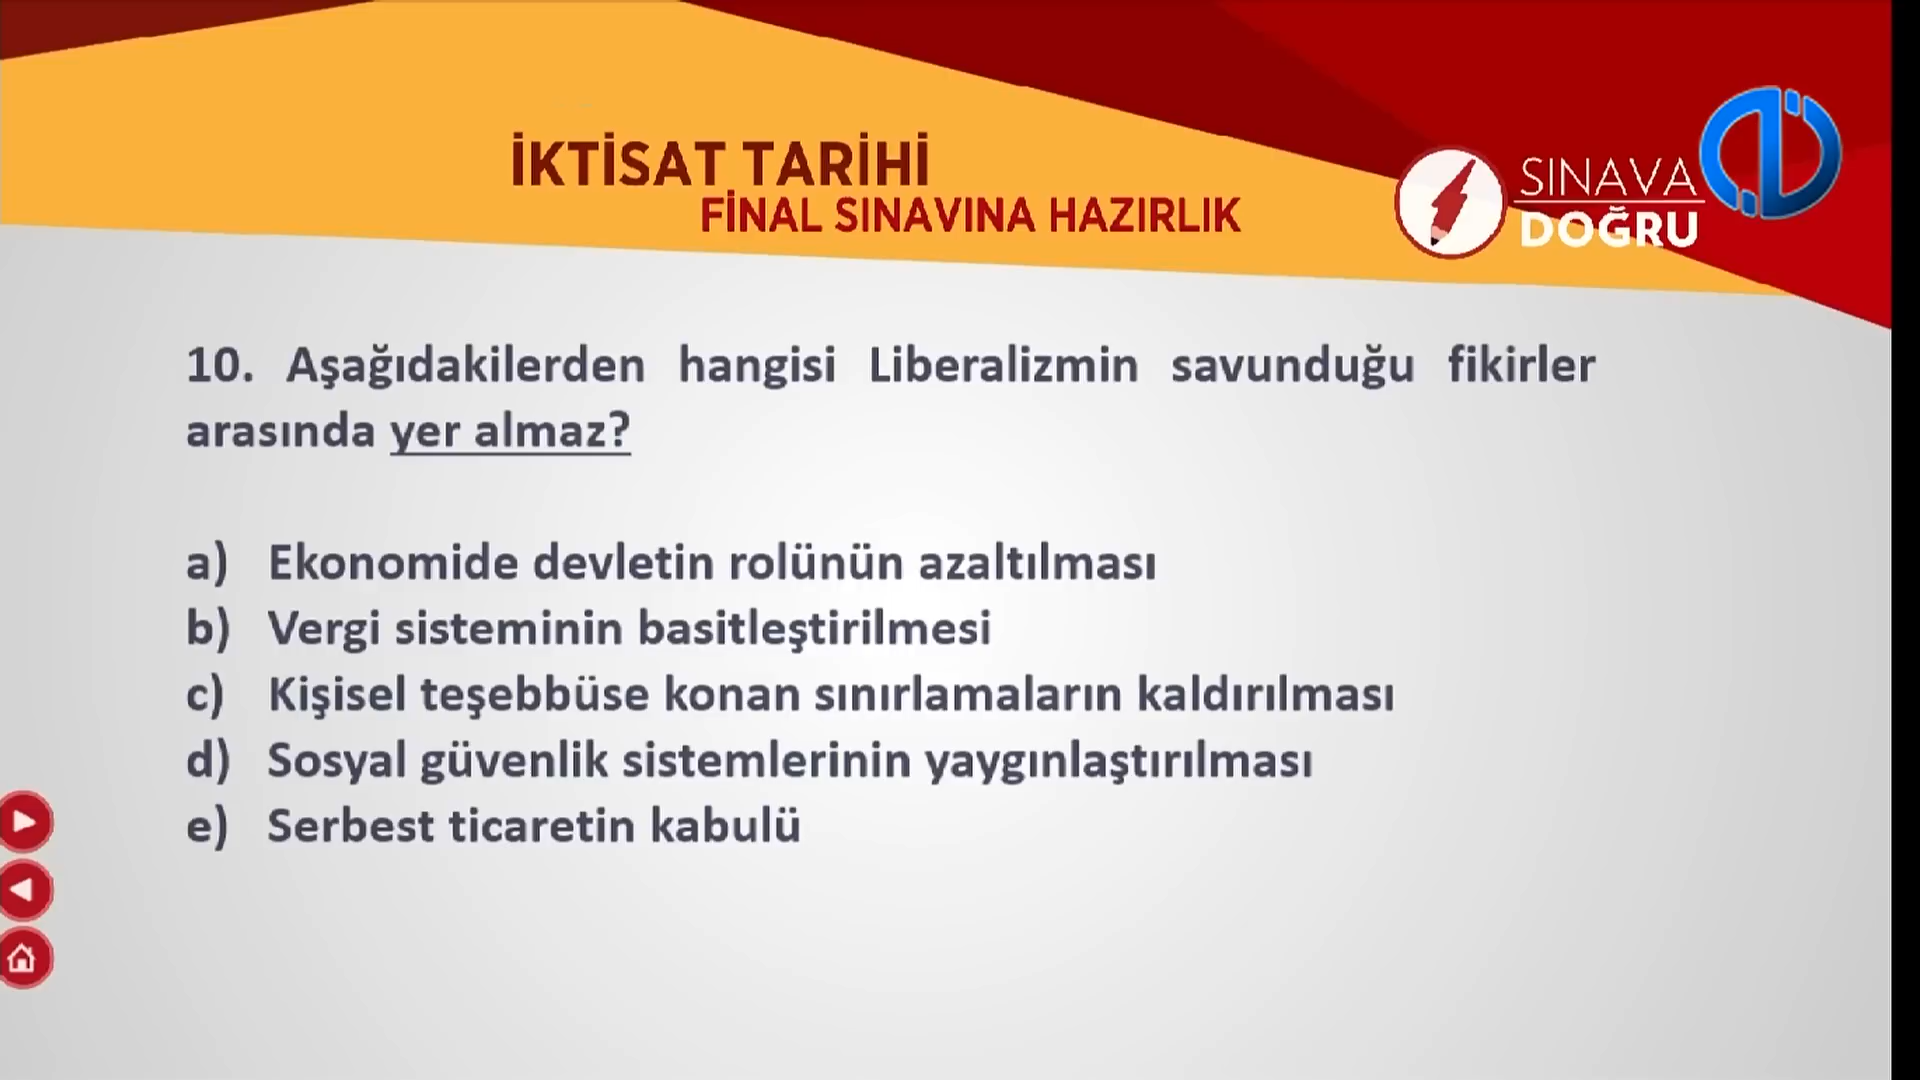 İKTİSAT TARİHİ
FİNAL SINAVINA HAZIRLIK
SINAVA
DOĞRU
10. Aşağıdakilerden hangisi Liberalizmin savunduğu fikirler
arasında yer almaz?
a) Ekonomide devletin rolünün azaltılması
b) Vergi sisteminin basitleştirilmesi
c) Kişisel teşebbüse konan sınırlamaların kaldırılması
d) Sosyal güvenlik sistemlerinin yaygınlaştırılması
e) Serbest ticaretin kabulü